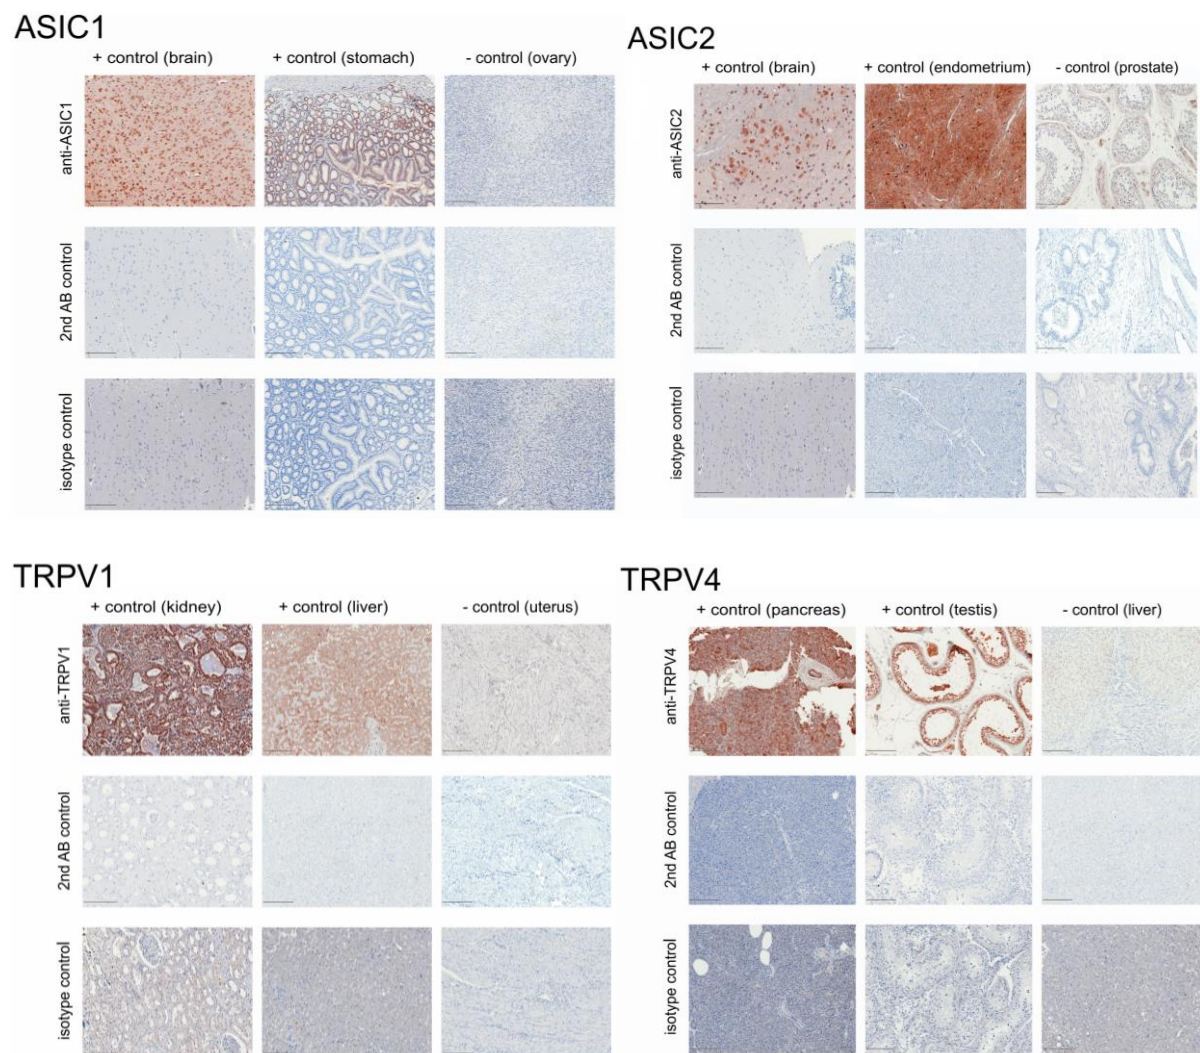 ASIC1
+ control (brain) + control (stomach) - control (ovary)
anti-ASIC1
2nd AB control
isotype control
ASIC2
+ control (brain) + control (endometrium) - control (prostate)
anti-ASIC2
2nd AB control
isotype control
TRPV1
+ control (kidney) + control (liver) - control (uterus)
anti-TRPV1
2nd AB control
isotype control
TRPV4
+ control (pancreas) + control (testis) - control (liver)
anti-TRPV4
2nd AB control
isotype control